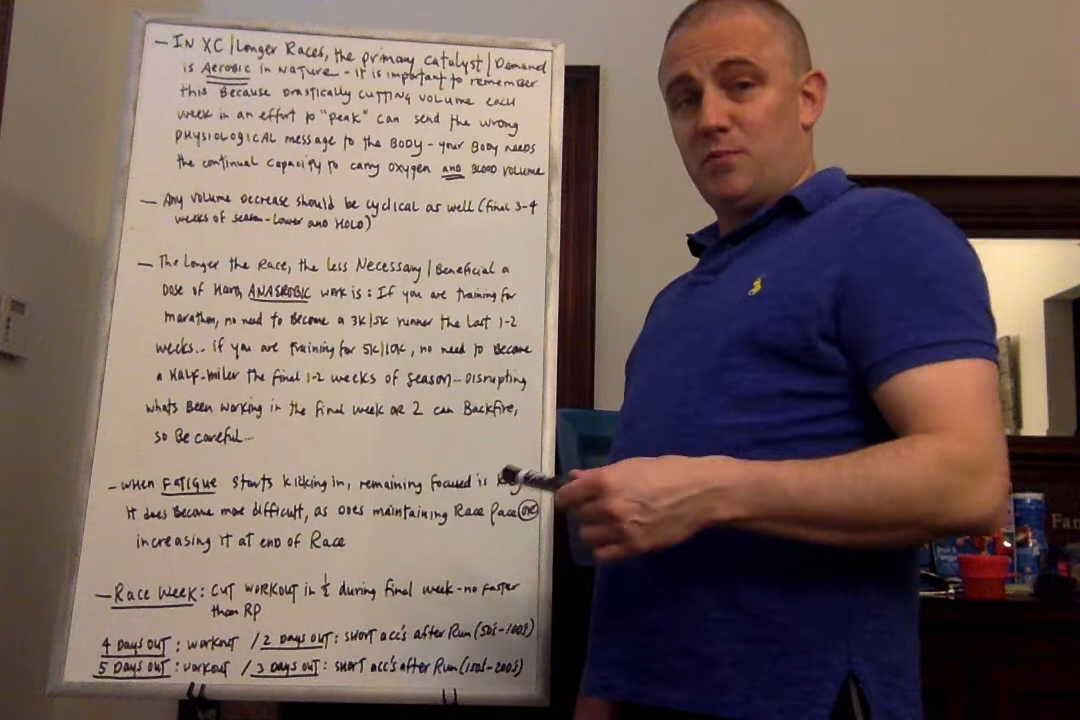 - IN XC/Longer Races, the primary catalyst/Demand
is AEROBIC in nature - it is important to remember
this Because Drastically cutting volume each
week in an effort to "peak" can send the wrong
PHYSIOLOGICAL message to the BODY - your BODY needs
the continual capacity to carry oxygen AND BLOOD VOLUME
- Any volume decrease should be cyclical as well (final 3-4
weeks of season - Lower and HOLD)
- The Longer the Race, the less Necessary/Beneficial a
Dose of Hard, ANAEROBIC work is: If you are training for
marathon, no need to Become a 3K/5K runner the last 1-2
weeks... if you are training for 5K/10K, no need to Become
a Half-miler the final 1-2 weeks of season - DISRUPTING
whats Been working in the final week or 2 can Backfire,
so Be careful...
- When FATIGUE starts kicking in, remaining focused is
It does Become more difficult, as does maintaining Race Pace OR
increasing it at end of Race
- Race Week: CUT WORKOUT in 1/2 during final week - no faster
than RP
4 Days OUT: workout / 2 Days OUT: SHORT acc's after Run (50s-100s)
5 Days OUT: workout / 3 Days OUT: SHORT acc's after Run (150s-200s)
Fam